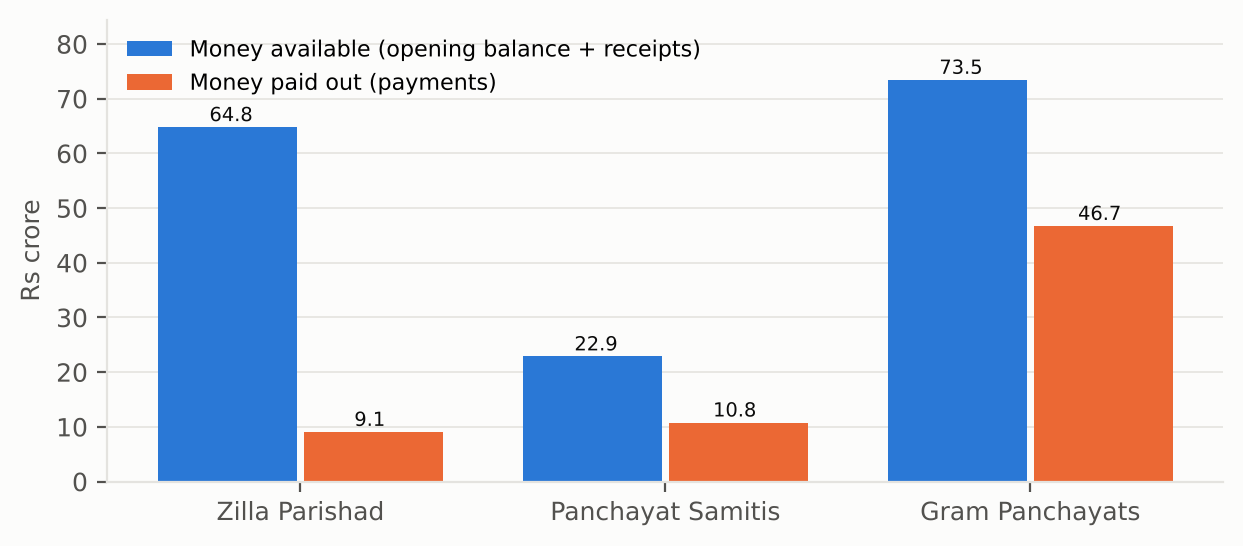 Money available (opening balance + receipts)
Money paid out (payments)
Rs crore
80
70
60
50
40
30
20
10
0
64.8
9.1
22.9
10.8
73.5
46.7
Zilla Parishad
Panchayat Samitis
Gram Panchayats